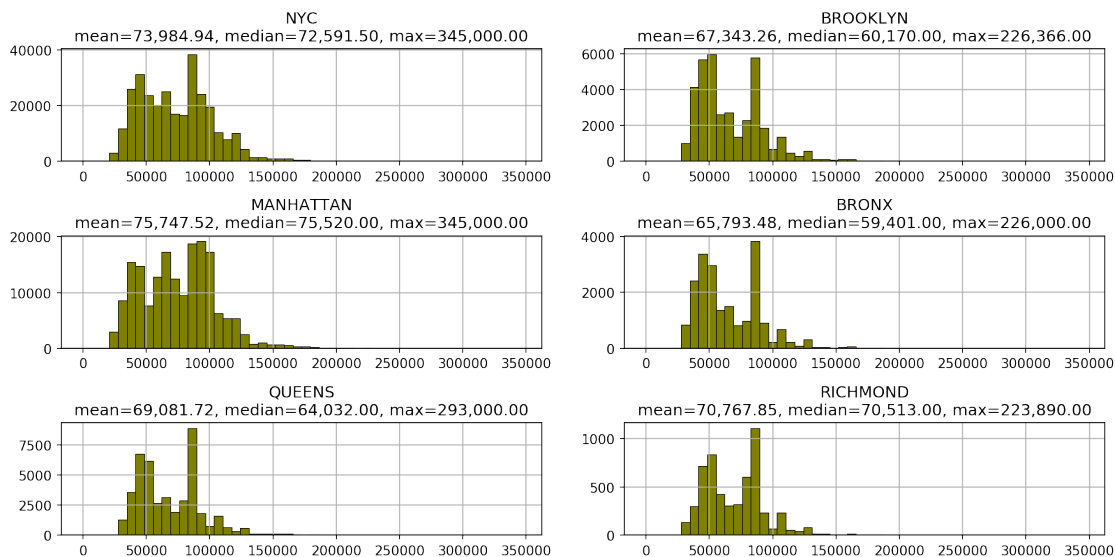 NYC
mean=73,984.94, median=72,591.50, max=345,000.00
40000
20000
0
0 50000 100000 150000 200000 250000 300000 350000
BROOKLYN
mean=67,343.26, median=60,170.00, max=226,366.00
6000
4000
2000
0
0 50000 100000 150000 200000 250000 300000 350000
MANHATTAN
mean=75,747.52, median=75,520.00, max=345,000.00
20000
10000
0
0 50000 100000 150000 200000 250000 300000 350000
BRONX
mean=65,793.48, median=59,401.00, max=226,000.00
4000
2000
0
0 50000 100000 150000 200000 250000 300000 350000
QUEENS
mean=69,081.72, median=64,032.00, max=293,000.00
7500
5000
2500
0
0 50000 100000 150000 200000 250000 300000 350000
RICHMOND
mean=70,767.85, median=70,513.00, max=223,890.00
1000
500
0
0 50000 100000 150000 200000 250000 300000 350000